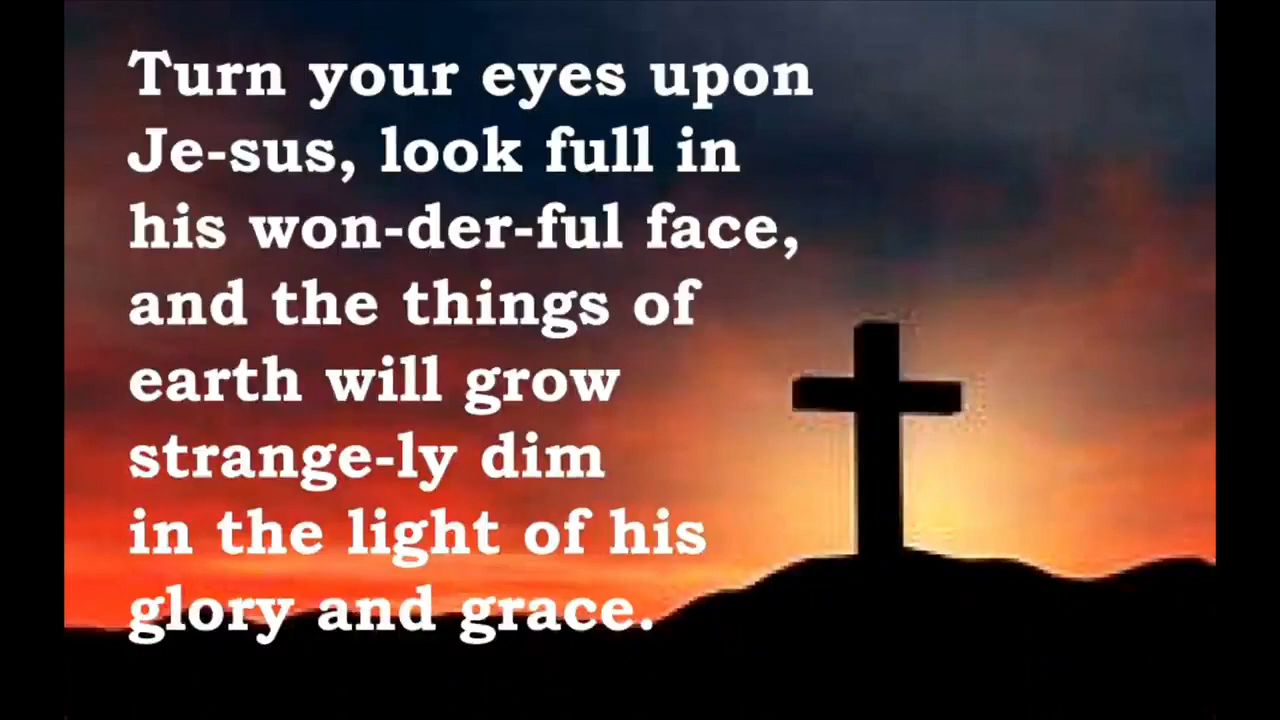 Turn your eyes upon
Je-sus, look full in
his won-der-ful face,
and the things of
earth will grow
strange-ly dim
in the light of his
glory and grace.